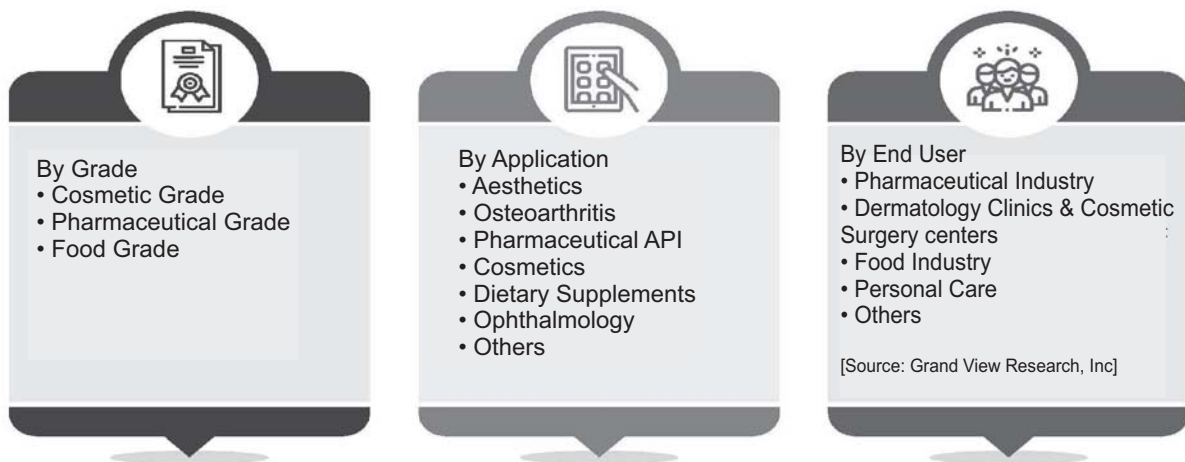 By Grade
• Cosmetic Grade
• Pharmaceutical Grade
• Food Grade
By Application
• Aesthetics
• Osteoarthritis
• Pharmaceutical API
• Cosmetics
• Dietary Supplements
• Ophthalmology
• Others
By End User
• Pharmaceutical Industry
• Dermatology Clinics & Cosmetic
Surgery centers
• Food Industry
• Personal Care
• Others
[Source: Grand View Research, Inc]